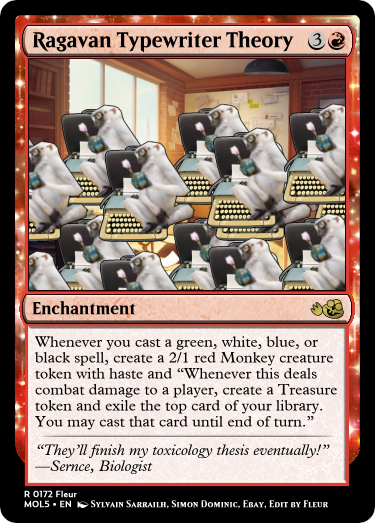 Ragavan Typewriter Theory 3
Enchantment
Whenever you cast a green, white, blue, or
black spell, create a 2/1 red Monkey creature
token with haste and “Whenever this deals
combat damage to a player, create a Treasure
token and exile the top card of your library.
You may cast that card until end of turn.”
“They’ll finish my toxicology thesis eventually!”
—Sernce, Biologist
R 0172 Fleur
MOL5 • EN Sylvain Sarrailh, Simon Dominic, Ebay, Edit by Fleur